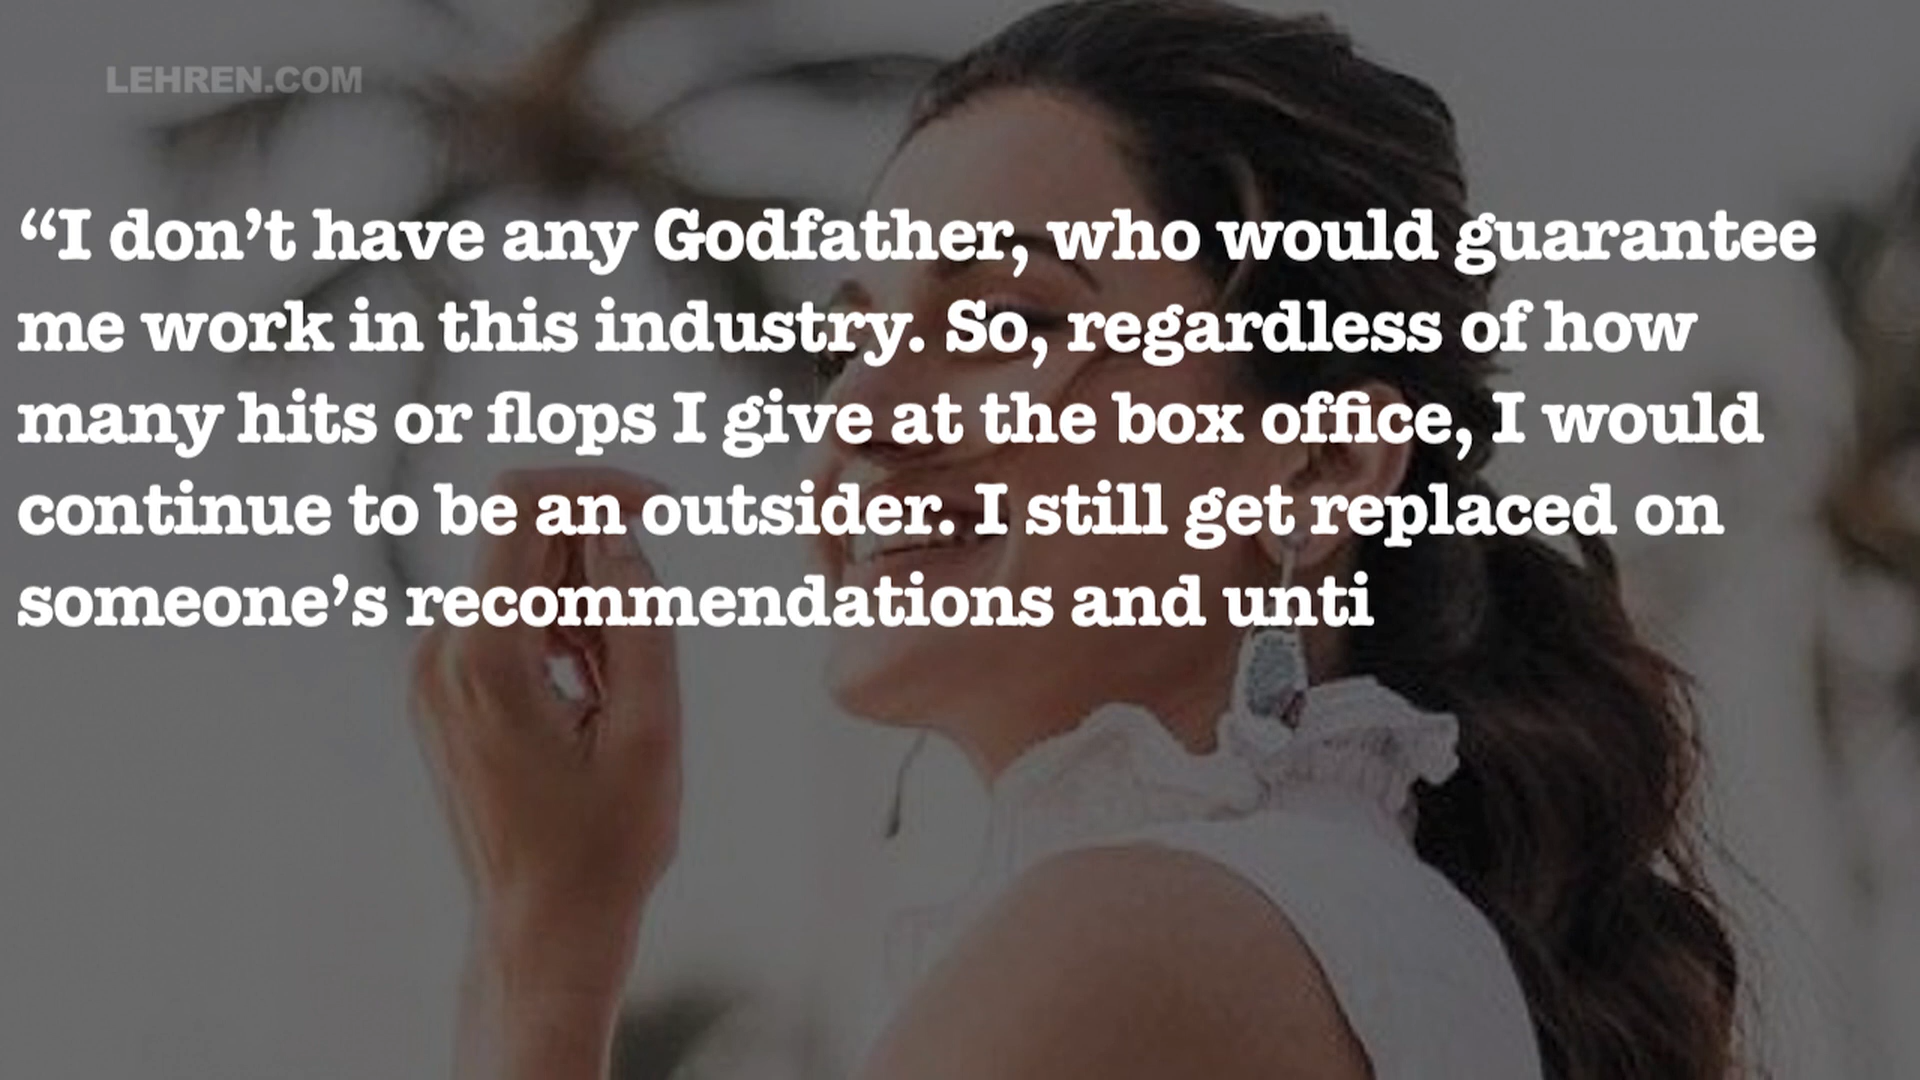 LEHREN.COM
“I don’t have any Godfather, who would guarantee
me work in this industry. So, regardless of how
many hits or flops I give at the box office, I would
continue to be an outsider. I still get replaced on
someone’s recommendations and unti